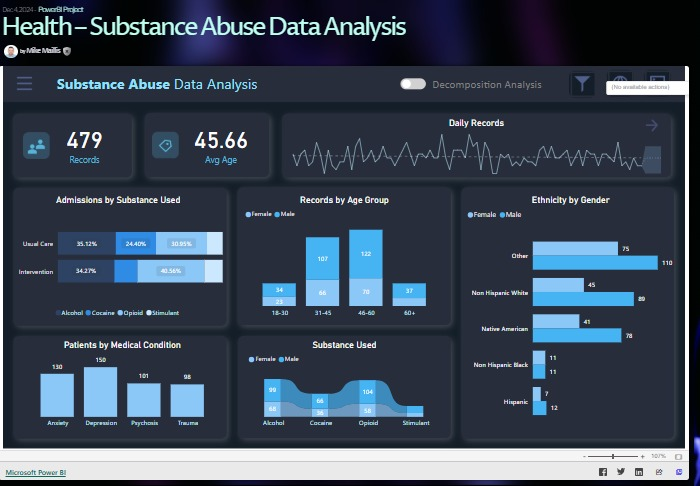 Dec 4,2024 - PowerBI Project
Health – Substance Abuse Data Analysis
by Mike Maillis
Substance Abuse Data Analysis
Decomposition Analysis
(No available actions)
479
Records
45.66
Avg Age
Daily Records
Admissions by Substance Used
Usual Care 35.12% 24.40% 30.85%
Intervention 34.27% 40.56%
Alcohol Cocaine Opioid Stimulant
Records by Age Group
Female Male
34 107 122 37
23 66 78
18-30 31-45 46-60 60+
Ethnicity by Gender
Female Male
Other 75
110
Non Hispanic White 45
89
Native American 41
78
Non Hispanic Black 11
11
Hispanic 7
12
Patients by Medical Condition
130 150 101 98
Anxiety Depression Psychosis Trauma
Substance Used
Female Male
99 66 104
68 38 58
Alcohol Cocaine Opioid Stimulant
- + 107%
Microsoft Power BI